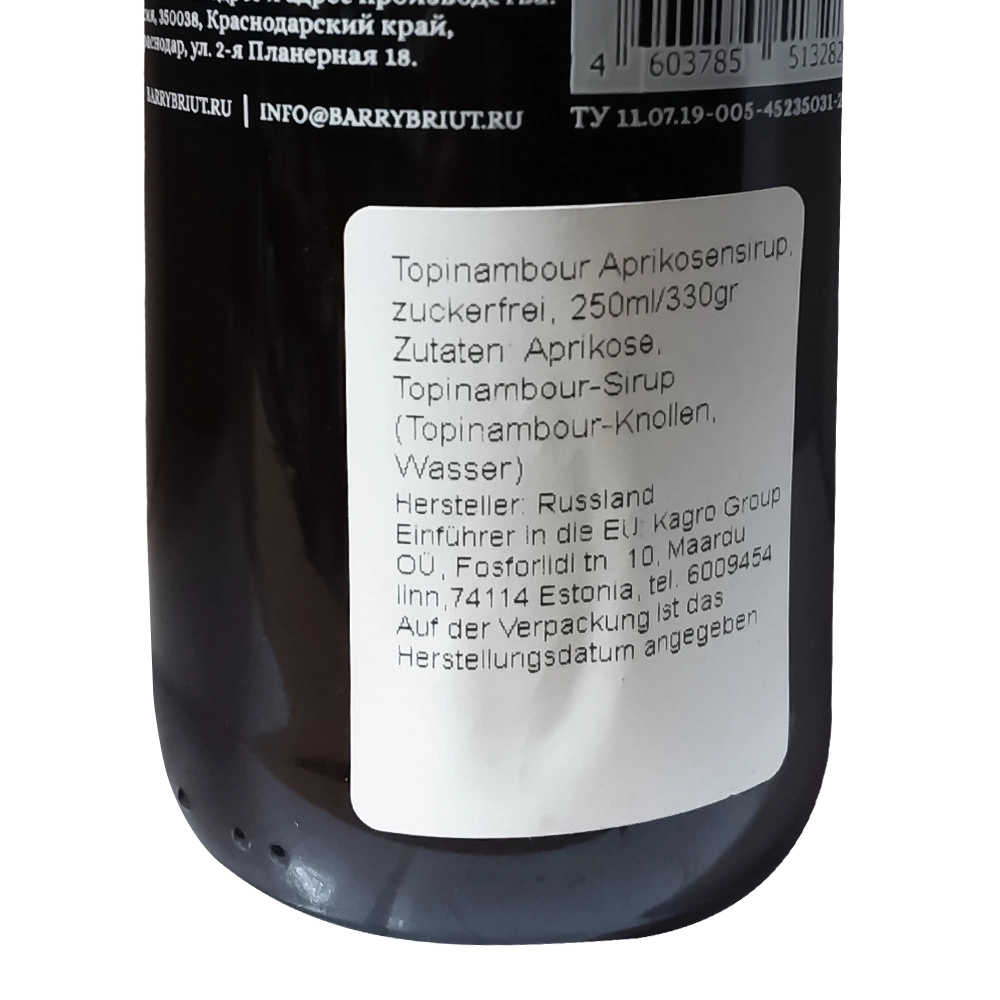 350038, Краснодарский край,
ул. 2-я Планерная 18.
BARRYBRIUT.RU | INFO@BARRYBRIUT.RU
4 603785 513282
ТУ 11.07.19-005-45235031-2
Topinambour Aprikosensirup,
zuckerfrei, 250ml/330gr
Zutaten: Aprikose,
Topinambour-Sirup
(Topinambour-Knollen,
Wasser)
Hersteller: Russland
Einführer in die EU: Kagro Group
OÜ, Fosforiidi tn. 10, Maardu
linn,74114 Estonia, tel. 6009454
Auf der Verpackung ist das
Herstellungsdatum angegeben